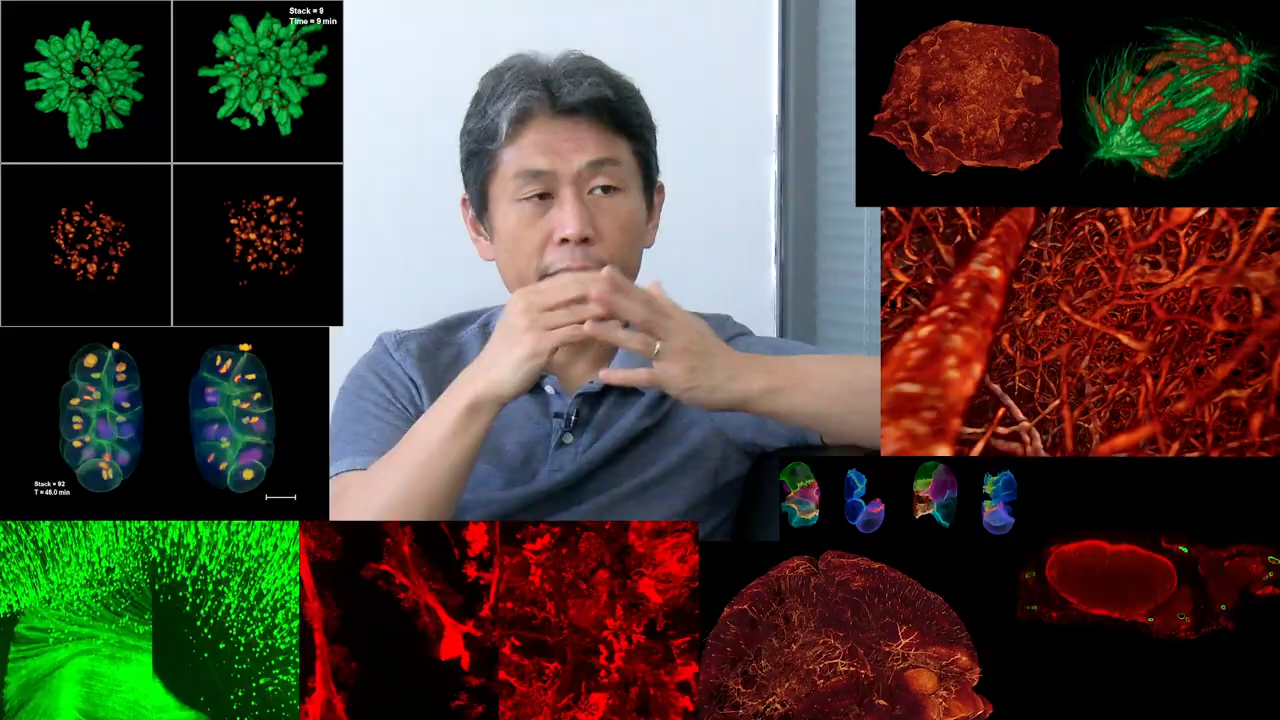 Stack = 9
Time = 9 min
Stack = 92
T = 46.0 min